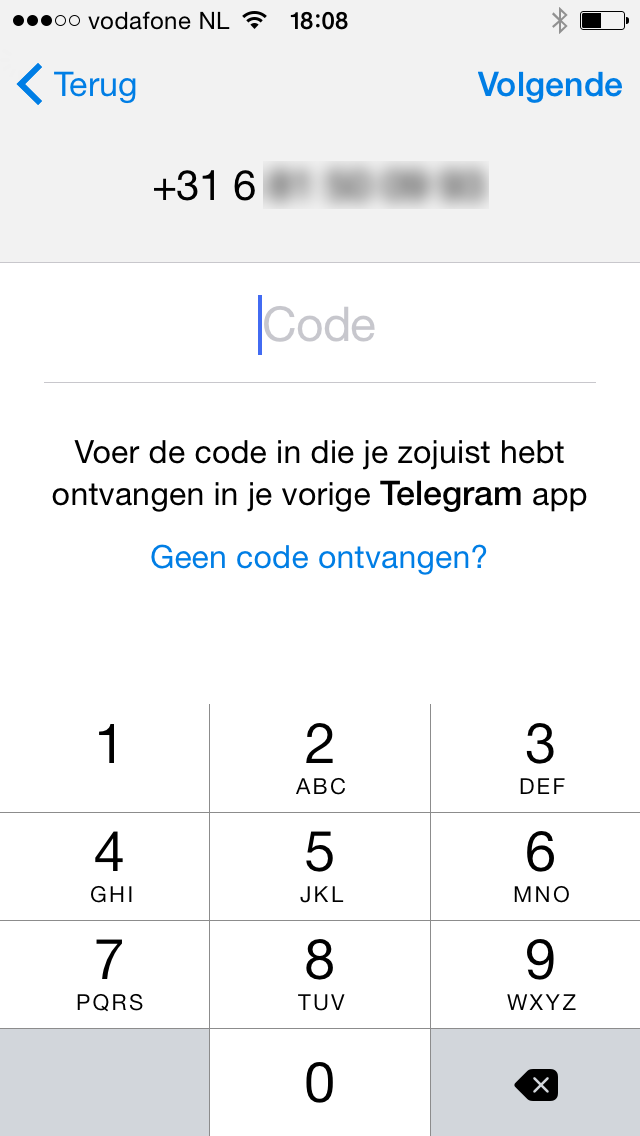 vodafone NL 18:08
Terug Volgende
+31 6
Code
Voer de code in die je zojuist hebt
ontvangen in je vorige Telegram app
Geen code ontvangen?
1 2 3
ABC DEF
4 5 6
GHI JKL MNO
7 8 9
PQRS TUV WXYZ
0